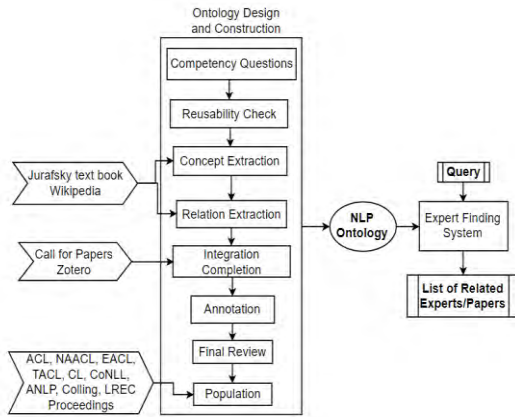 Ontology Design
and Construction
Competency Questions
Reusability Check
Concept Extraction
Relation Extraction
Integration
Completion
Annotation
Final Review
Population
Jurafsky text book
Wikipedia
Call for Papers
Zotero
ACL, NAACL, EACL,
TACL, CL, CoNLL,
ANLP, Colling, LREC
Proceedings
NLP
Ontology
Query
Expert Finding
System
List of Related
Experts/Papers